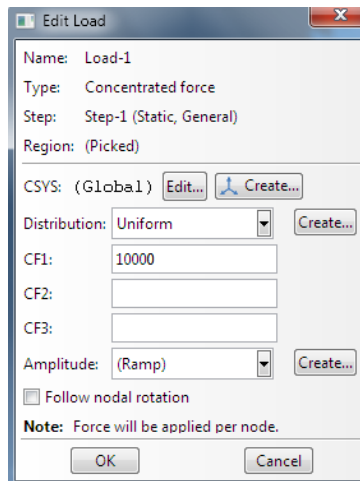 Edit Load
Name: Load-1
Type: Concentrated force
Step: Step-1 (Static, General)
Region: (Picked)
CSYS: (Global) Edit... Create...
Distribution: Uniform Create...
CF1: 10000
CF2:
CF3:
Amplitude: (Ramp) Create...
Follow nodal rotation
Note: Force will be applied per node.
OK Cancel